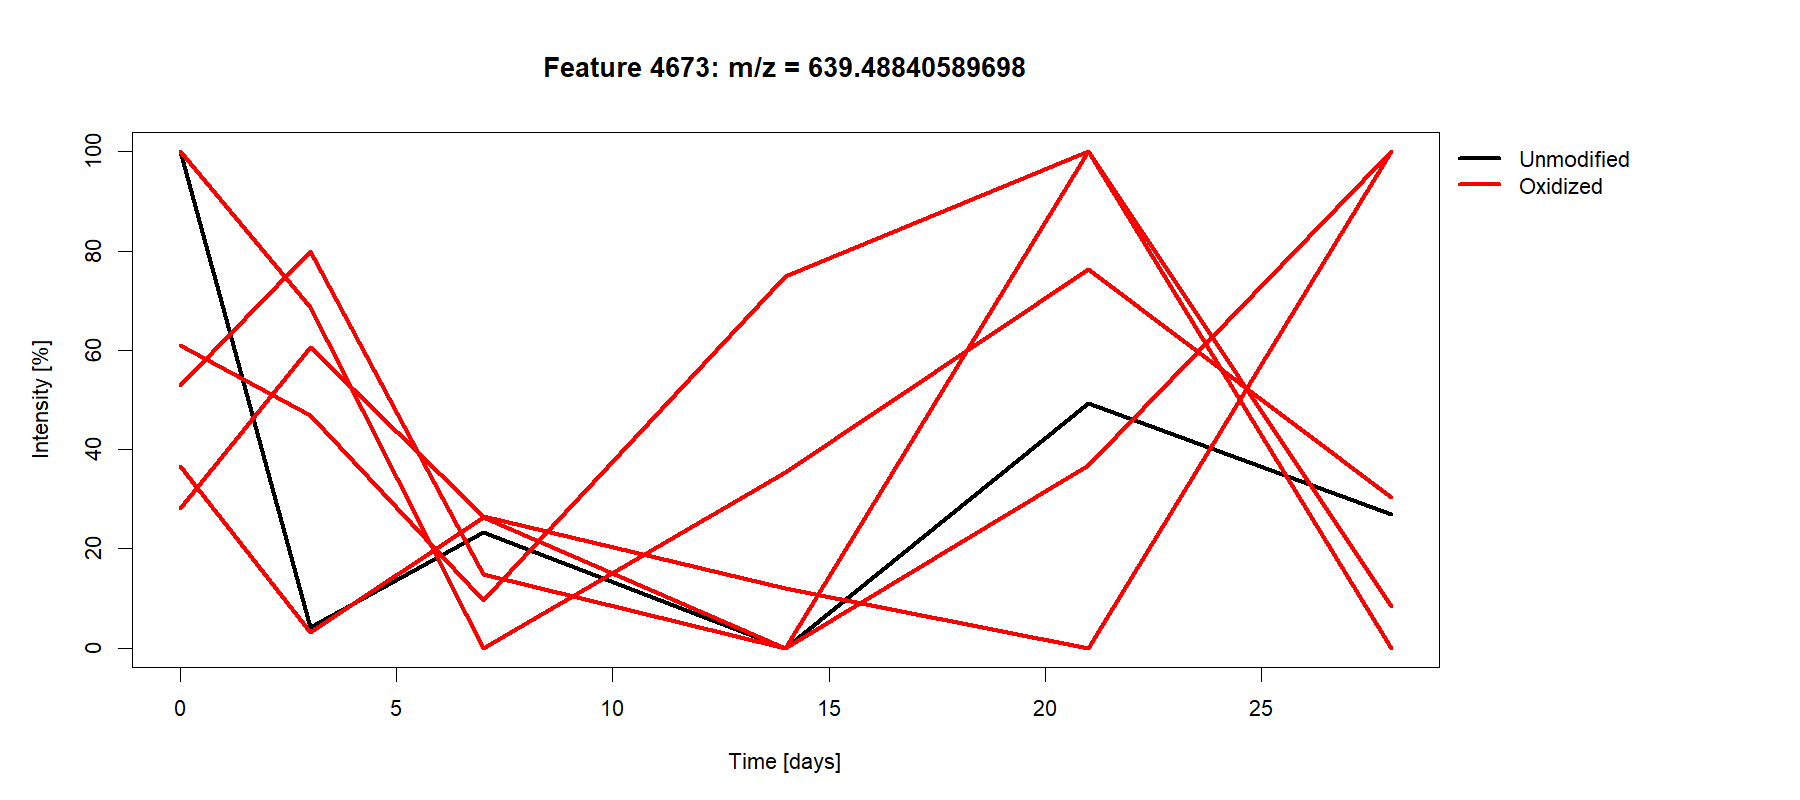 Feature 4673: m/z = 639.48840589698
Unmodified
Oxidized
Intensity [%]
100
80
60
40
20
0
0 5 10 15 20 25
Time [days]